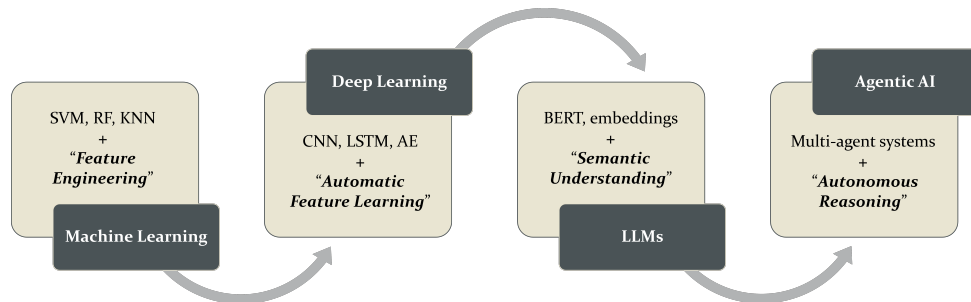 SVM, RF, KNN
+
“Feature
Engineering”
Machine Learning
Deep Learning
CNN, LSTM, AE
+
“Automatic
Feature Learning”
BERT, embeddings
+
“Semantic
Understanding”
LLMs
Agentic AI
Multi-agent systems
+
“Autonomous
Reasoning”